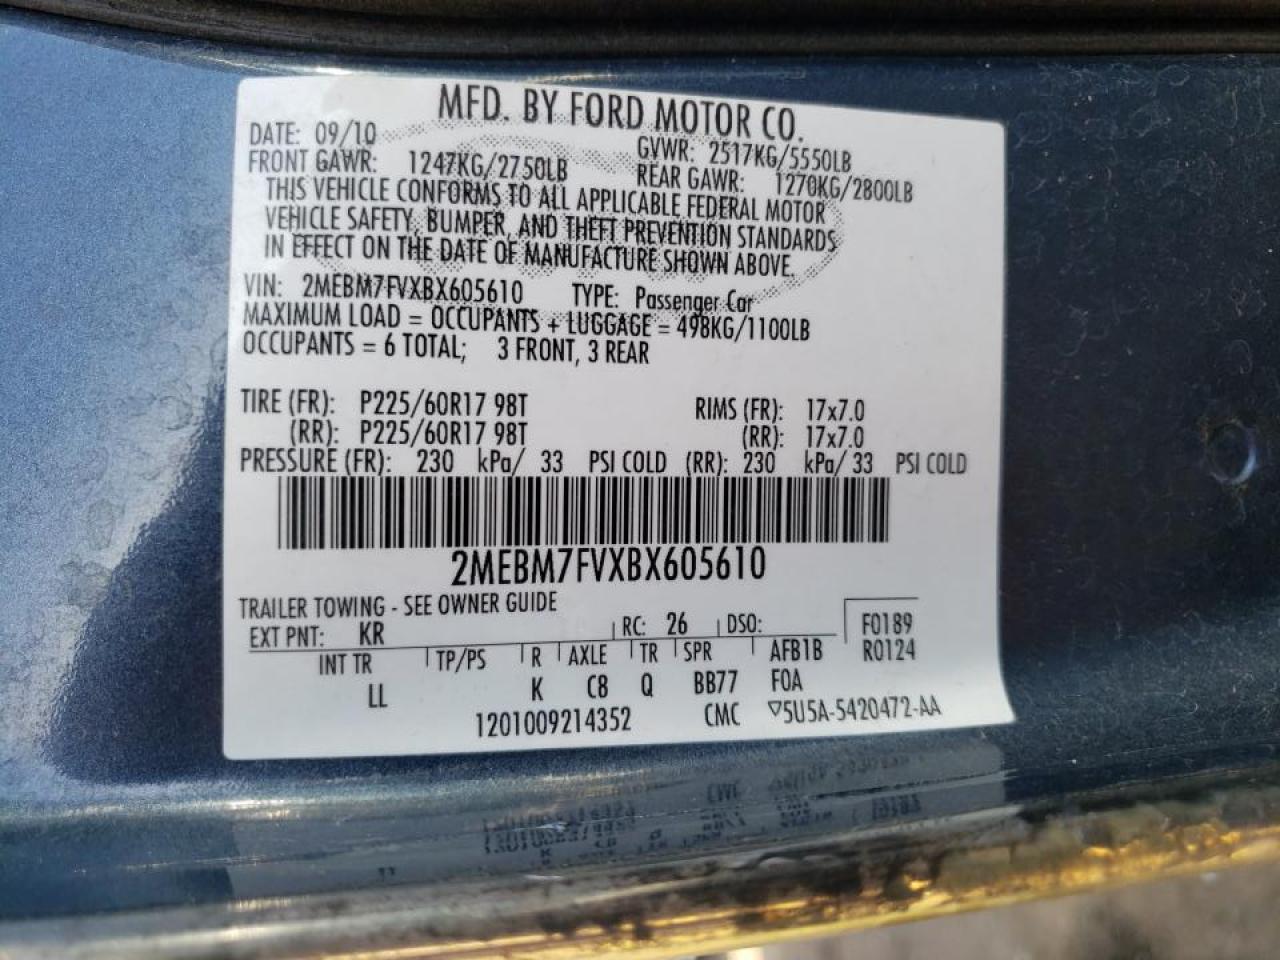 MFD. BY FORD MOTOR CO.
DATE: 09/10 GVWR: 2517KG/5550LB
FRONT GAWR: 1247KG/2750LB REAR GAWR: 1270KG/2800LB
THIS VEHICLE CONFORMS TO ALL APPLICABLE FEDERAL MOTOR
VEHICLE SAFETY, BUMPER, AND THEFT PREVENTION STANDARDS
IN EFFECT ON THE DATE OF MANUFACTURE SHOWN ABOVE.
VIN: 2MEBM7FVXBX605610 TYPE: Passenger Car
MAXIMUM LOAD = OCCUPANTS + LUGGAGE = 498KG/1100LB
OCCUPANTS = 6 TOTAL; 3 FRONT, 3 REAR
TIRE (FR): P225/60R17 98T RIMS (FR): 17x7.0
(RR): P225/60R17 98T (RR): 17x7.0
PRESSURE (FR): 230 kPa/ 33 PSI COLD (RR): 230 kPa/ 33 PSI COLD
2MEBM7FVXBX605610
TRAILER TOWING - SEE OWNER GUIDE
EXT PNT: KR RC: 26 DSO: F0189
INT TR TP/PS R AXLE TR SPR AFB1B R0124
LL K C8 Q BB77 FOA
1201009214352 CMC ▽5U5A-5420472-AA